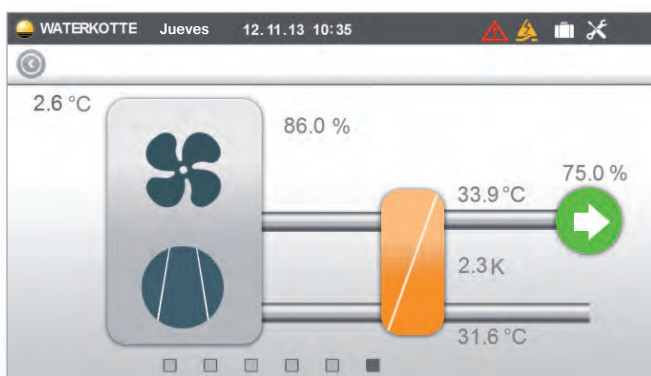 WATERKOTTE Jueves 12.11.13 10:35
2.6 °C
86.0 %
75.0 %
33.9 °C
2.3 K
31.6 °C